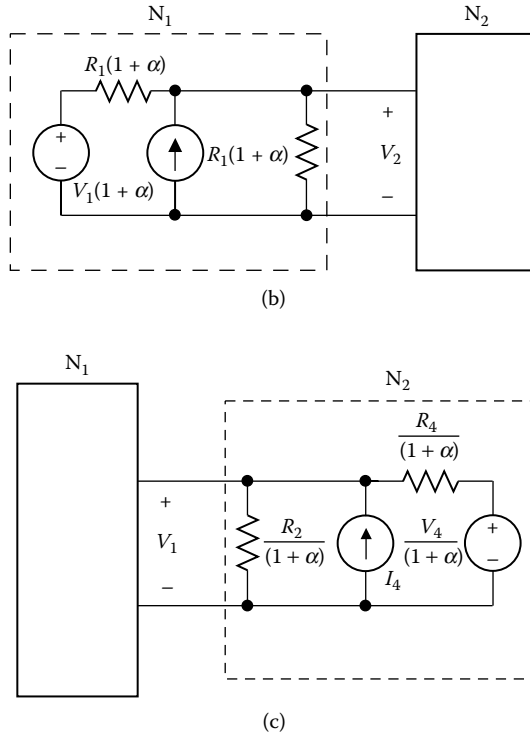 N₁ N₂
R₁(1 + α)
+
−
V₁(1 + α)
R₁(1 + α)
+
V₂
−
(b)
N₁
N₂
R₄
(1 + α)
+
V₁
−
R₂
(1 + α)
I₄
V₄
(1 + α)
+
−
(c)